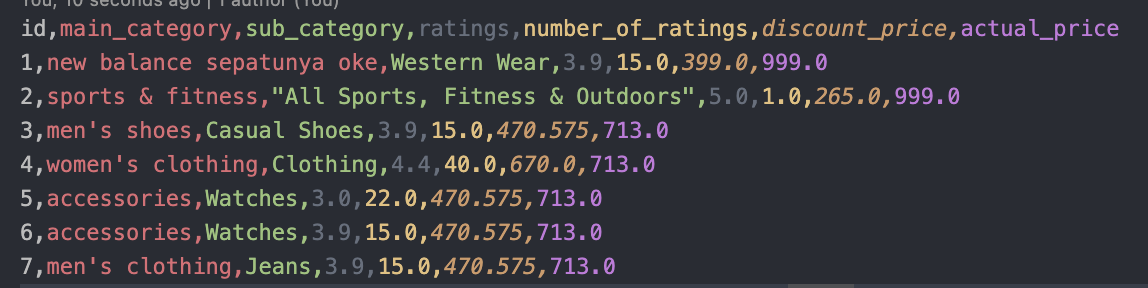 You, 10 seconds ago | 1 author (You)
id,main_category,sub_category,ratings,number_of_ratings,discount_price,actual_price
1,new balance sepatunya oke,Western Wear,3.9,15.0,399.0,999.0
2,sports & fitness,"All Sports, Fitness & Outdoors",5.0,1.0,265.0,999.0
3,men's shoes,Casual Shoes,3.9,15.0,470.575,713.0
4,women's clothing,Clothing,4.4,40.0,670.0,713.0
5,accessories,Watches,3.0,22.0,470.575,713.0
6,accessories,Watches,3.9,15.0,470.575,713.0
7,men's clothing,Jeans,3.9,15.0,470.575,713.0